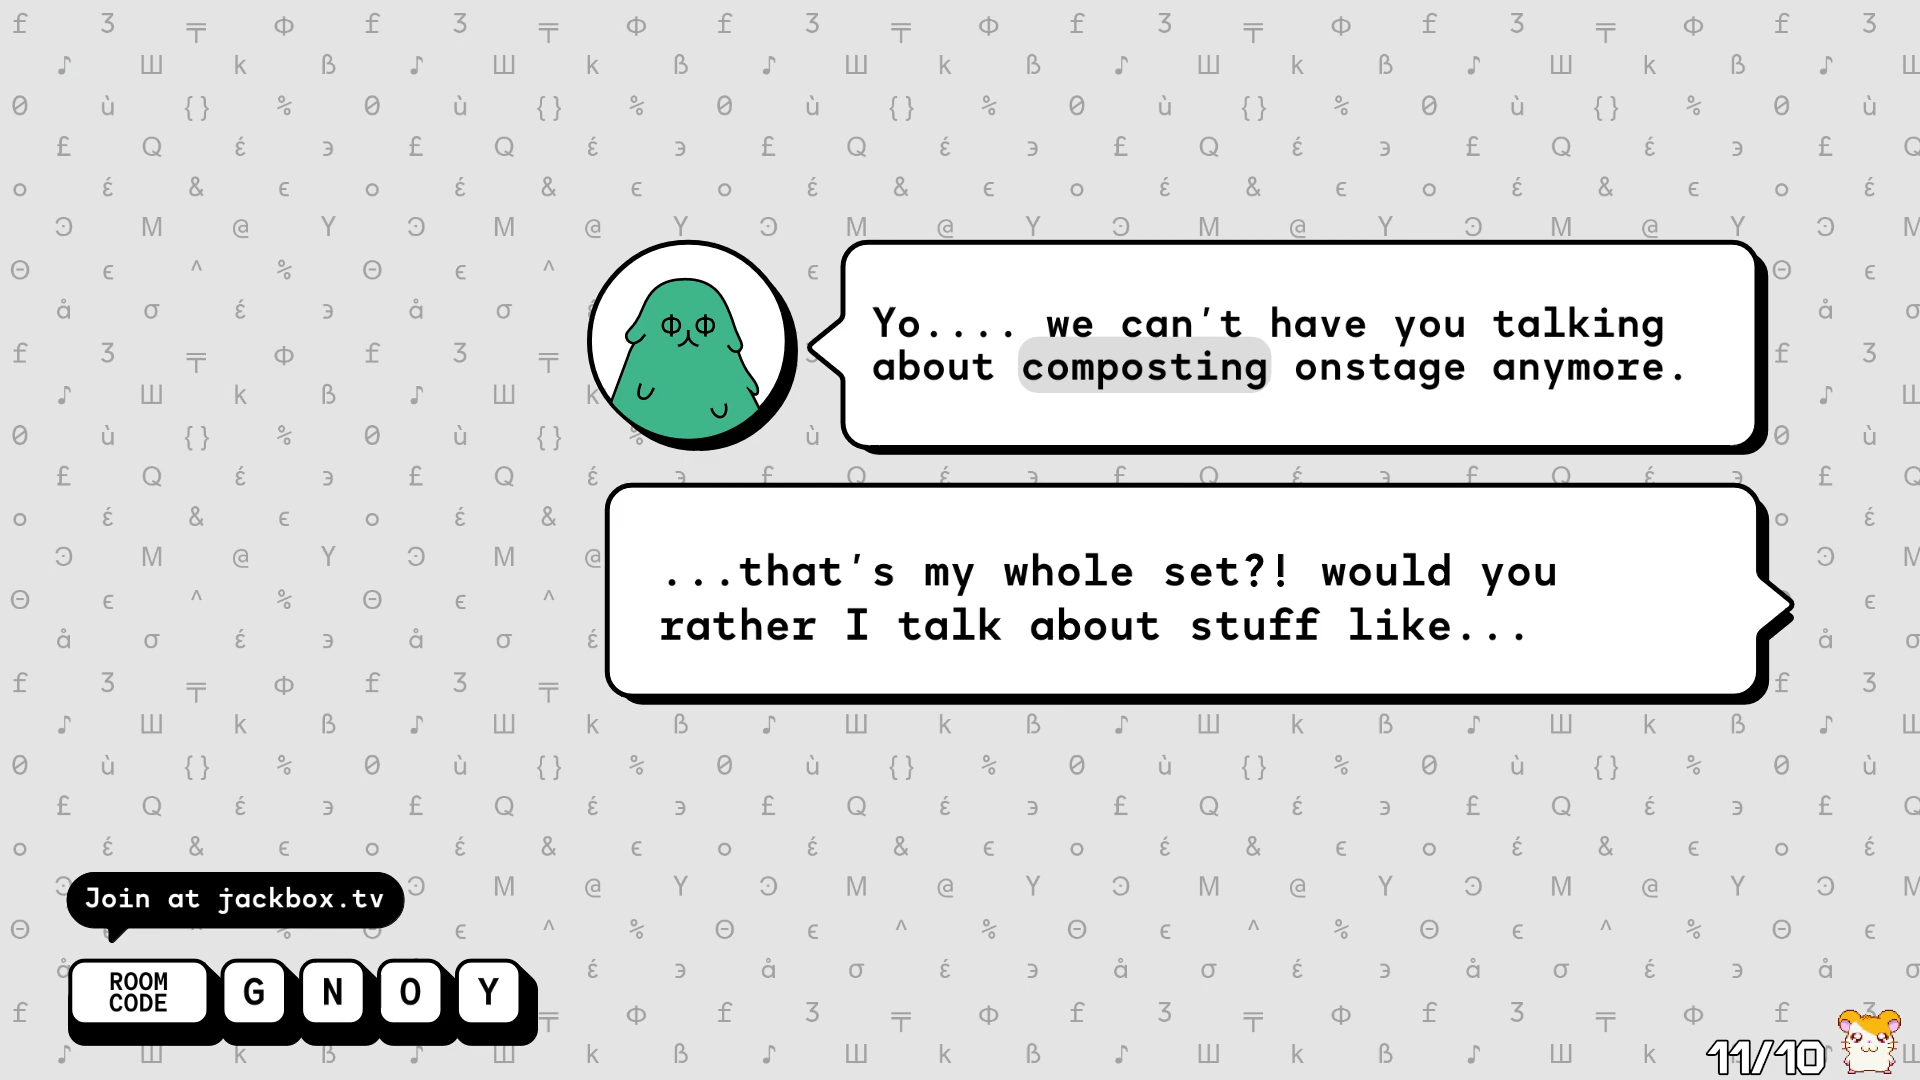 Yo.... we can't have you talking
about composting onstage anymore.
...that's my whole set?! would you
rather I talk about stuff like...
Join at jackbox.tv
ROOM
CODE
G N O Y
11/10